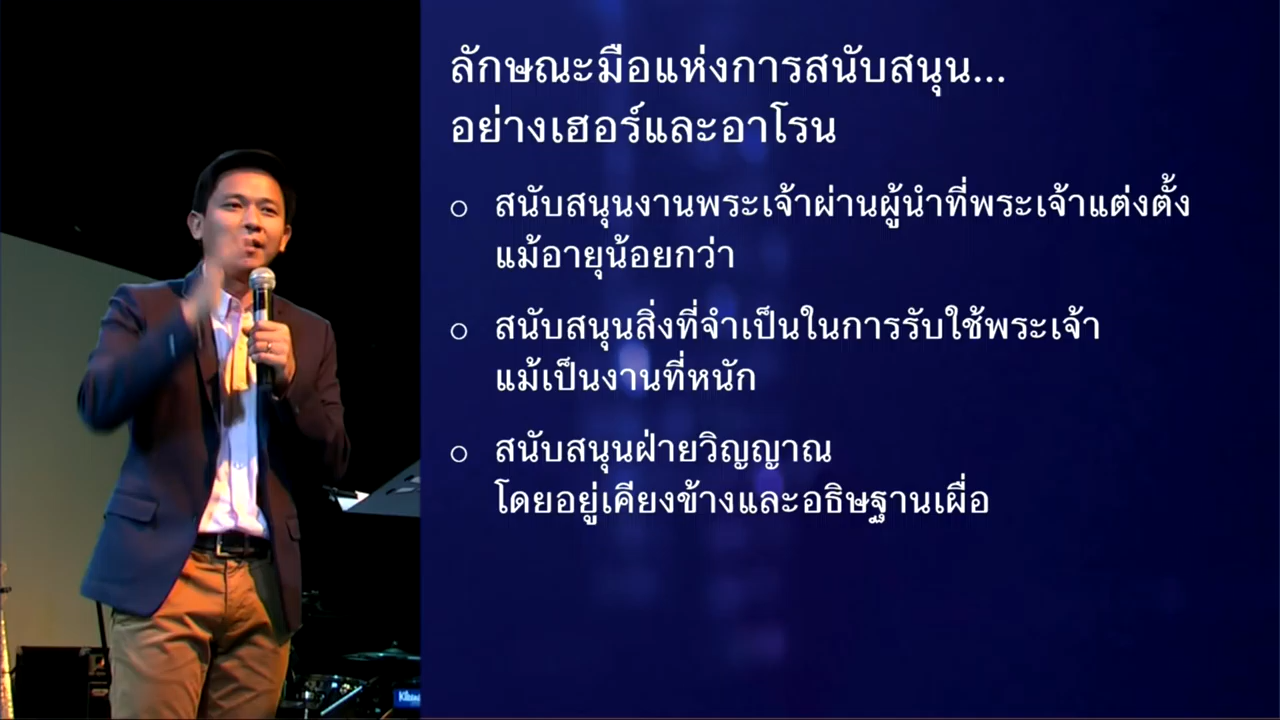 ลักษณะมือแห่งการสนับสนุน...
อย่างเฮอร์และอาโรน
○ สนับสนุนงานพระเจ้าผ่านผู้นำที่พระเจ้าแต่งตั้ง
แม้อายุน้อยกว่า
○ สนับสนุนสิ่งที่จำเป็นในการรับใช้พระเจ้า
แม้เป็นงานที่หนัก
○ สนับสนุนฝ่ายวิญญาณ
โดยอยู่เคียงข้างและอธิษฐานเผื่อ